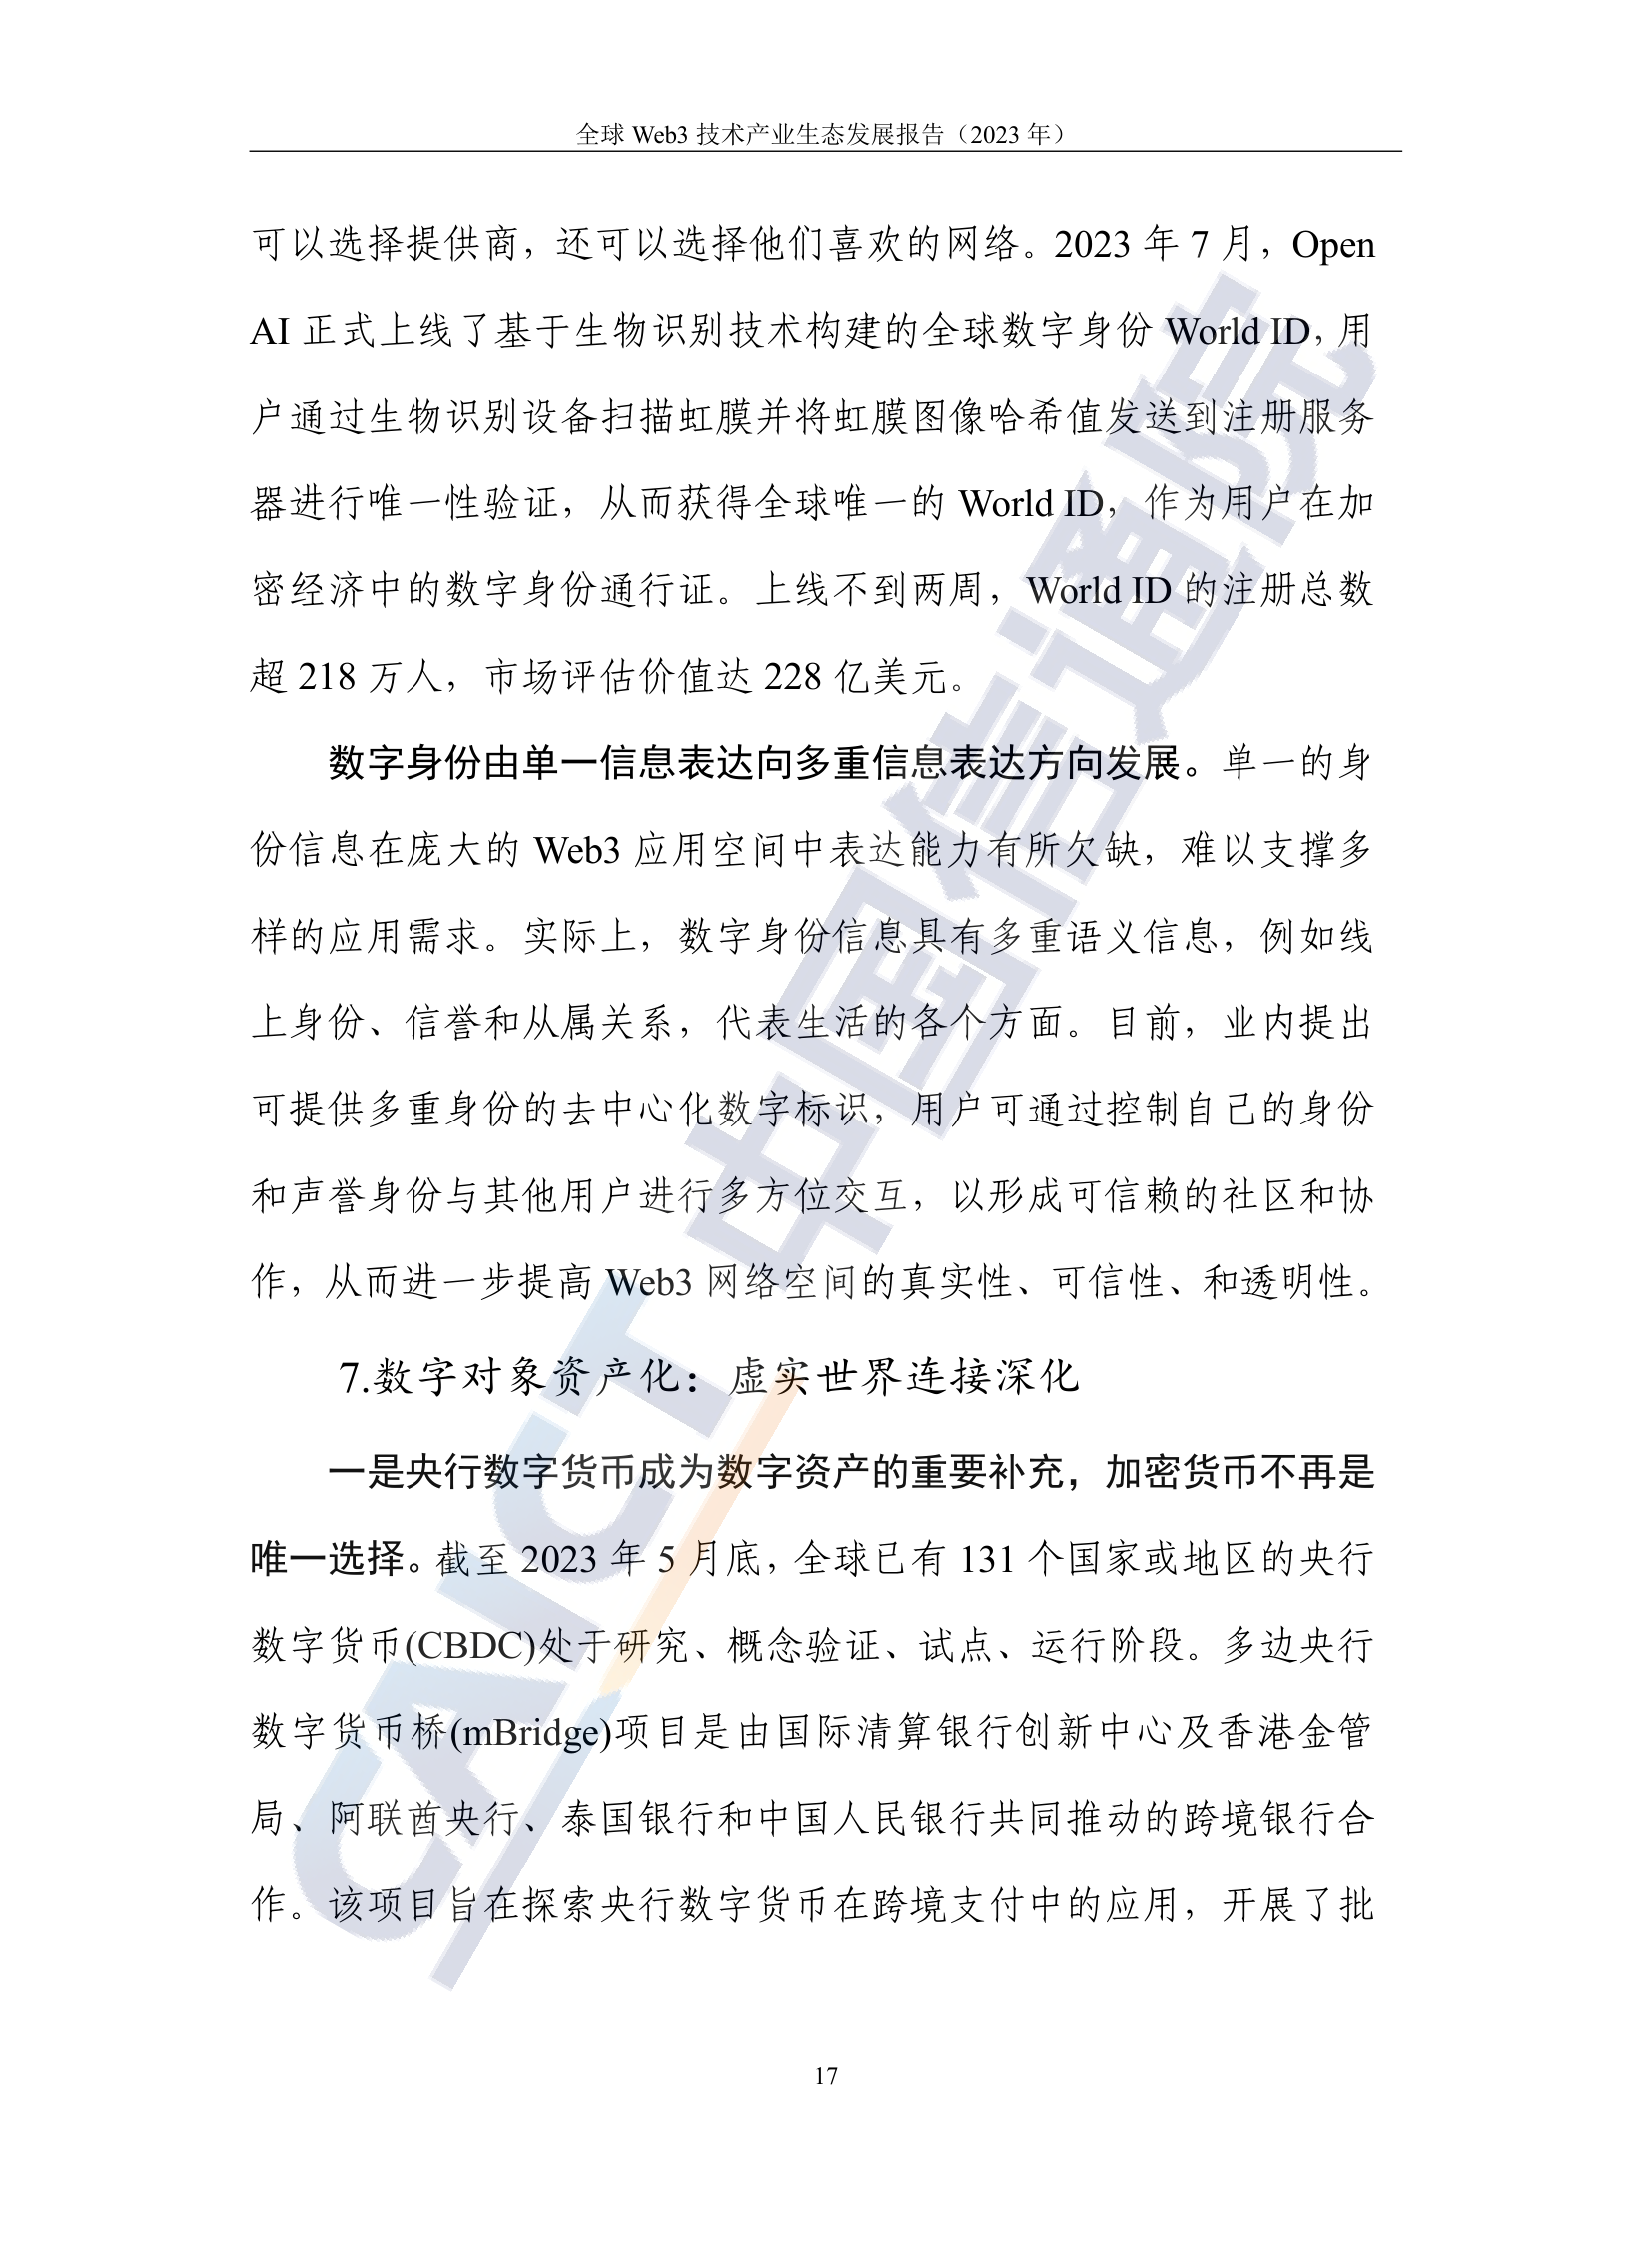 全球 Web3 技术产业生态发展报告（2023 年）
可以选择提供商，还可以选择他们喜欢的网络。2023 年 7 月，Open
AI 正式上线了基于生物识别技术构建的全球数字身份 World ID，用
户通过生物识别设备扫描虹膜并将虹膜图像哈希值发送到注册服务
器进行唯一性验证，从而获得全球唯一的 World ID，作为用户在加
密经济中的数字身份通行证。上线不到两周，World ID 的注册总数
超 218 万人，市场评估价值达 228 亿美元。
数字身份由单一信息表达向多重信息表达方向发展。单一的身
份信息在庞大的 Web3 应用空间中表达能力有所欠缺，难以支撑多
样的应用需求。实际上，数字身份信息具有多重语义信息，例如线
上身份、信誉和从属关系，代表生活的各个方面。目前，业内提出
可提供多重身份的去中心化数字标识，用户可通过控制自己的身份
和声誉身份与其他用户进行多方位交互，以形成可信赖的社区和协
作，从而进一步提高 Web3 网络空间的真实性、可信性、和透明性。
7.数字对象资产化：虚实世界连接深化
一是央行数字货币成为数字资产的重要补充，加密货币不再是
唯一选择。截至 2023 年 5 月底，全球已有 131 个国家或地区的央行
数字货币(CBDC)处于研究、概念验证、试点、运行阶段。多边央行
数字货币桥(mBridge)项目是由国际清算银行创新中心及香港金管
局、阿联酋央行、泰国银行和中国人民银行共同推动的跨境银行合
作。该项目旨在探索央行数字货币在跨境支付中的应用，开展了批
CAICT 中国信通院
17